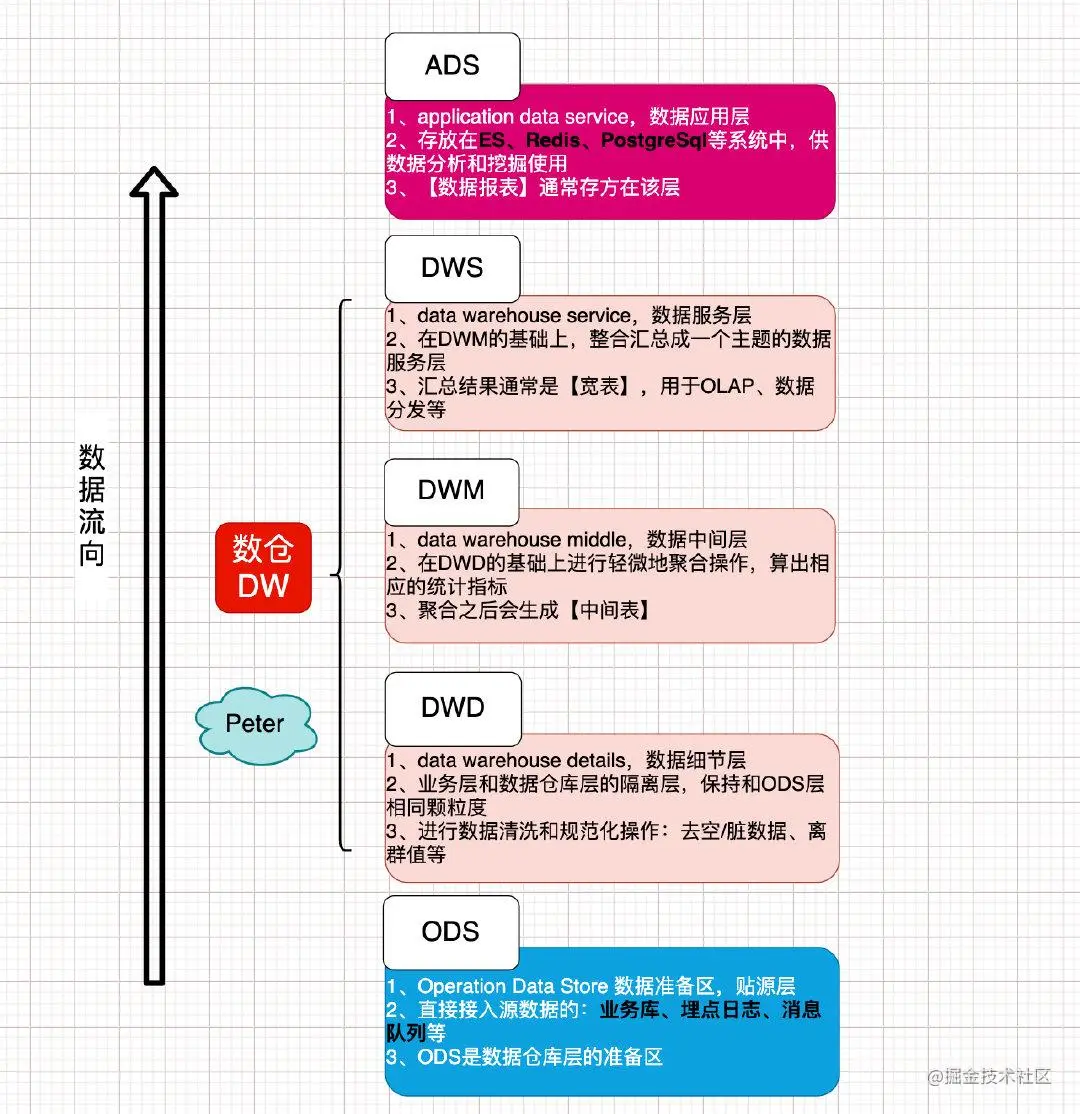 ADS
1、application data service，数据应用层
2、存放在ES、Redis、PostgreSql等系统中，供
数据分析和挖掘使用
3、【数据报表】通常存方在该层
DWS
1、data warehouse service，数据服务层
2、在DWM的基础上，整合汇总成一个主题的数据
服务层
3、汇总结果通常是【宽表】，用于OLAP、数据
分发等
数据流向
DWM
1、data warehouse middle，数据中间层
2、在DWD的基础上进行轻微地聚合操作，算出相
应的统计指标
3、聚合之后会生成【中间表】
数仓
DW
Peter
DWD
1、data warehouse details，数据细节层
2、业务层和数据仓库层的隔离层，保持和ODS层
相同颗粒度
3、进行数据清洗和规范化操作：去空/脏数据、离
群值等
ODS
1、Operation Data Store 数据准备区，贴源层
2、直接接入源数据的：业务库、埋点日志、消息
队列等
3、ODS是数据仓库层的准备区
@掘金技术社区